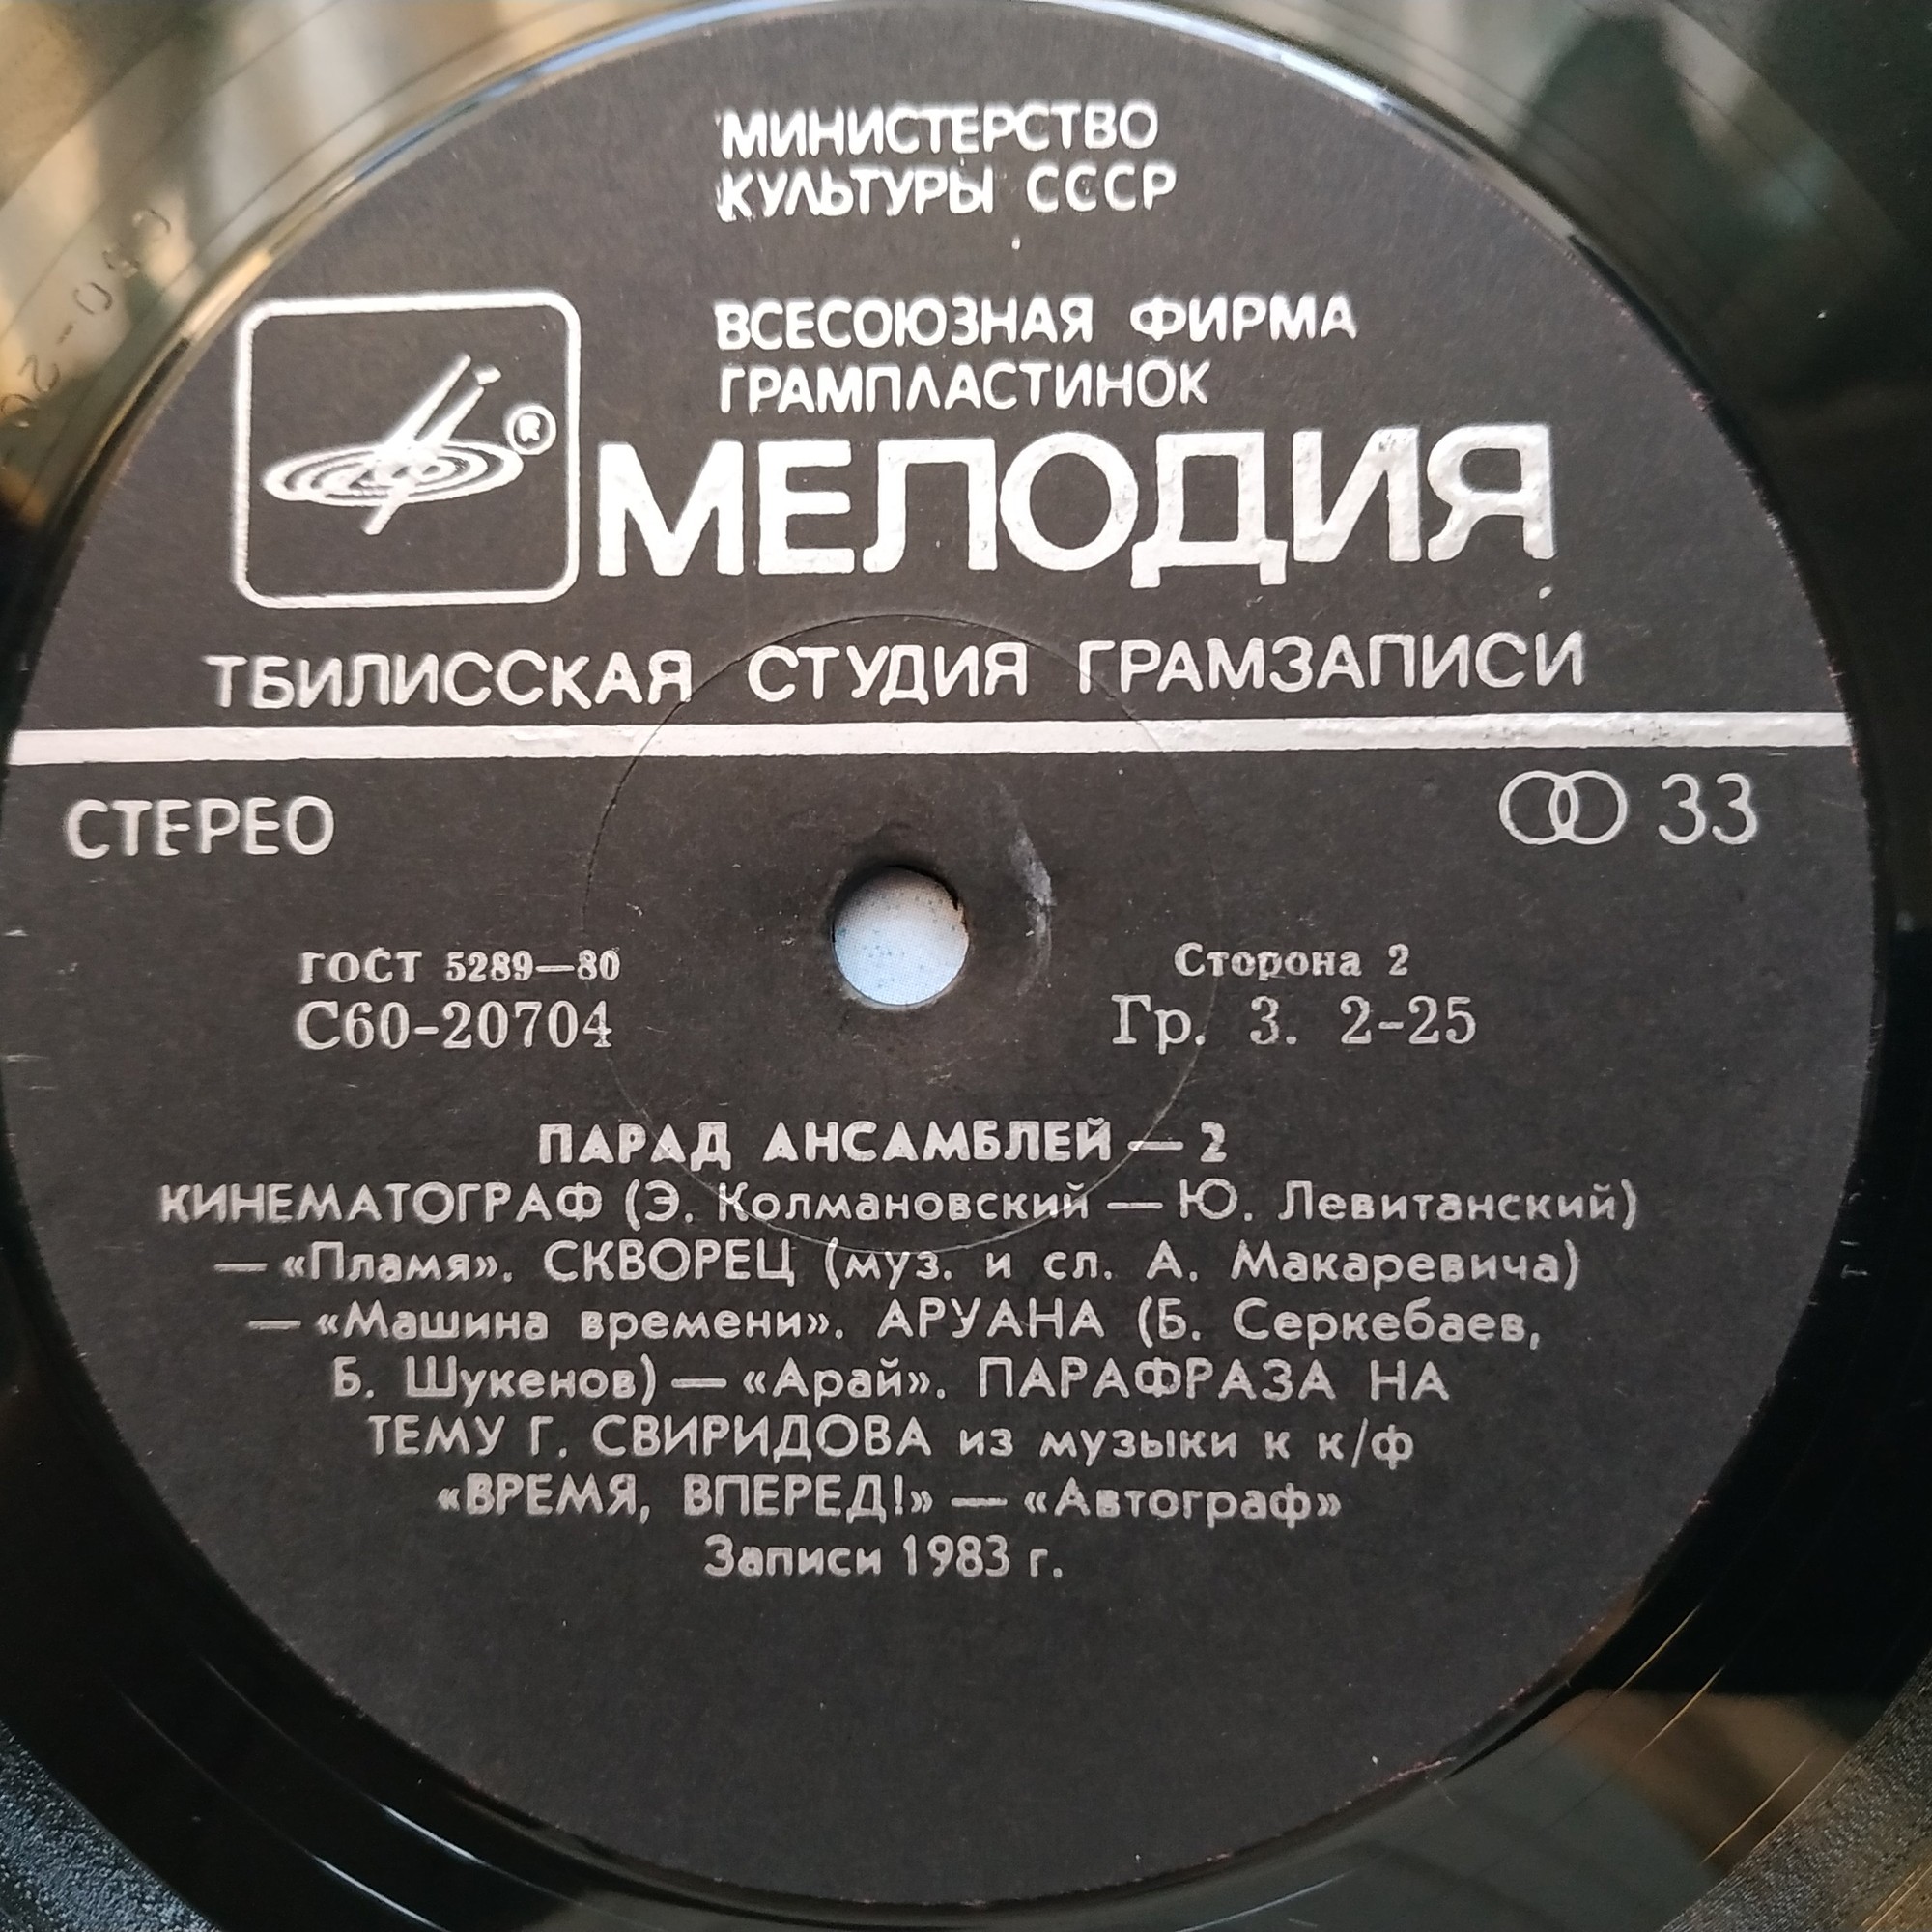 МИНИСТЕРСТВО
КУЛЬТУРЫ СССР
ВСЕСОЮЗНАЯ ФИРМА
ГРАМПЛАСТИНОК
®
МЕЛОДИЯ
ТБИЛИССКАЯ СТУДИЯ ГРАМЗАПИСИ
СТЕРЕО
33
ГОСТ 5289—80
Сторона 2
С60-20704
Гр. 3. 2-25
ПАРАД АНСАМБЛЕЙ — 2
КИНЕМАТОГРАФ (Э. Колмановский — Ю. Левитанский)
— «Пламя». СКВОРЕЦ (муз. и сл. А. Макаревича)
— «Машина времени». АРУАНА (Б. Серкебаев,
Б. Шукенов) — «Арай». ПАРАФРАЗА НА
ТЕМУ Г. СВИРИДОВА из музыки к к/ф
«ВРЕМЯ, ВПЕРЕД!» — «Автограф»
Записи 1983 г.